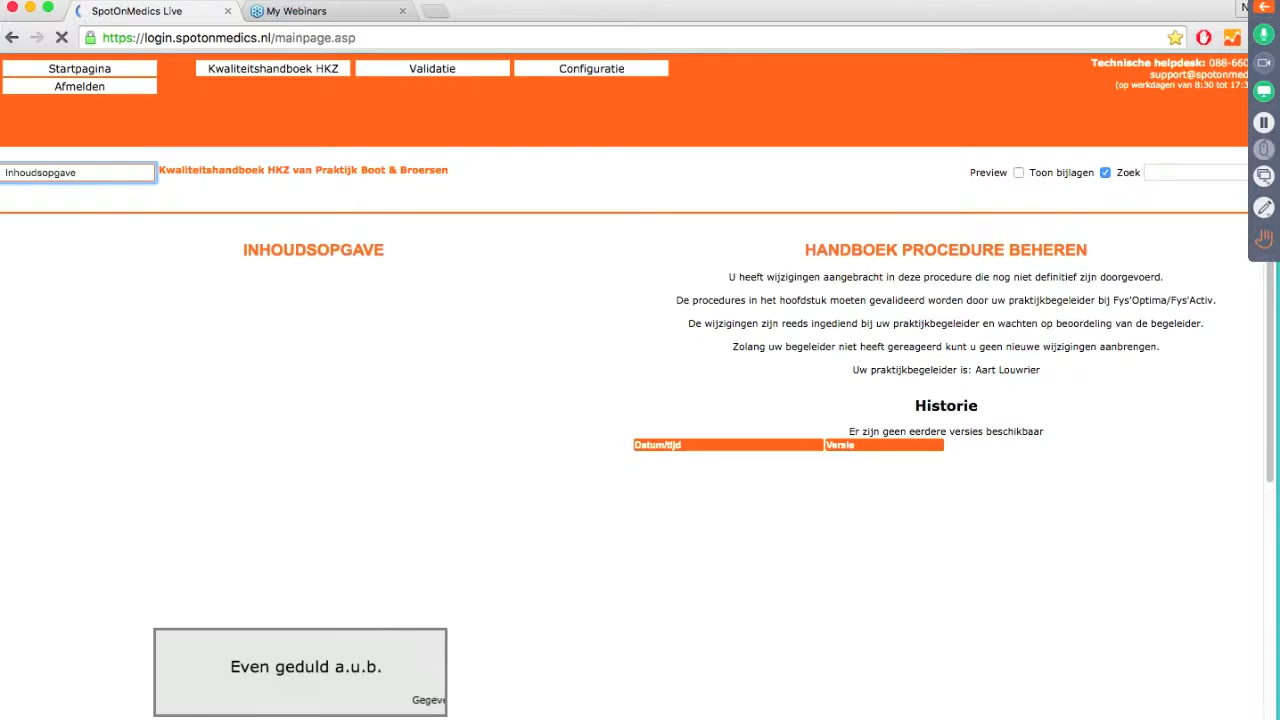 SpotOnMedics Live
My Webinars
N
https://login.spotonmedics.nl/mainpage.asp
Startpagina
Kwaliteitshandboek HKZ
Validatie
Configuratie
Afmelden
Technische helpdesk: 088-660
support@spotonmed
(op werkdagen van 8:30 tot 17:3
Inhoudsopgave
Kwaliteitshandboek HKZ van Praktijk Boot & Broersen
Preview
Toon bijlagen
Zoek
INHOUDSOPGAVE
HANDBOEK PROCEDURE BEHEREN
U heeft wijzigingen aangebracht in deze procedure die nog niet definitief zijn doorgevoerd.
De procedures in het hoofdstuk moeten gevalideerd worden door uw praktijkbegeleider bij Fys'Optima/Fys'Activ.
De wijzigingen zijn reeds ingediend bij uw praktijkbegeleider en wachten op beoordeling van de begeleider.
Zolang uw begeleider niet heeft gereageerd kunt u geen nieuwe wijzigingen aanbrengen.
Uw praktijkbegeleider is: Aart Louwrier
Historie
Er zijn geen eerdere versies beschikbaar
Datum/tijd
Versie
Even geduld a.u.b.
Gegeve